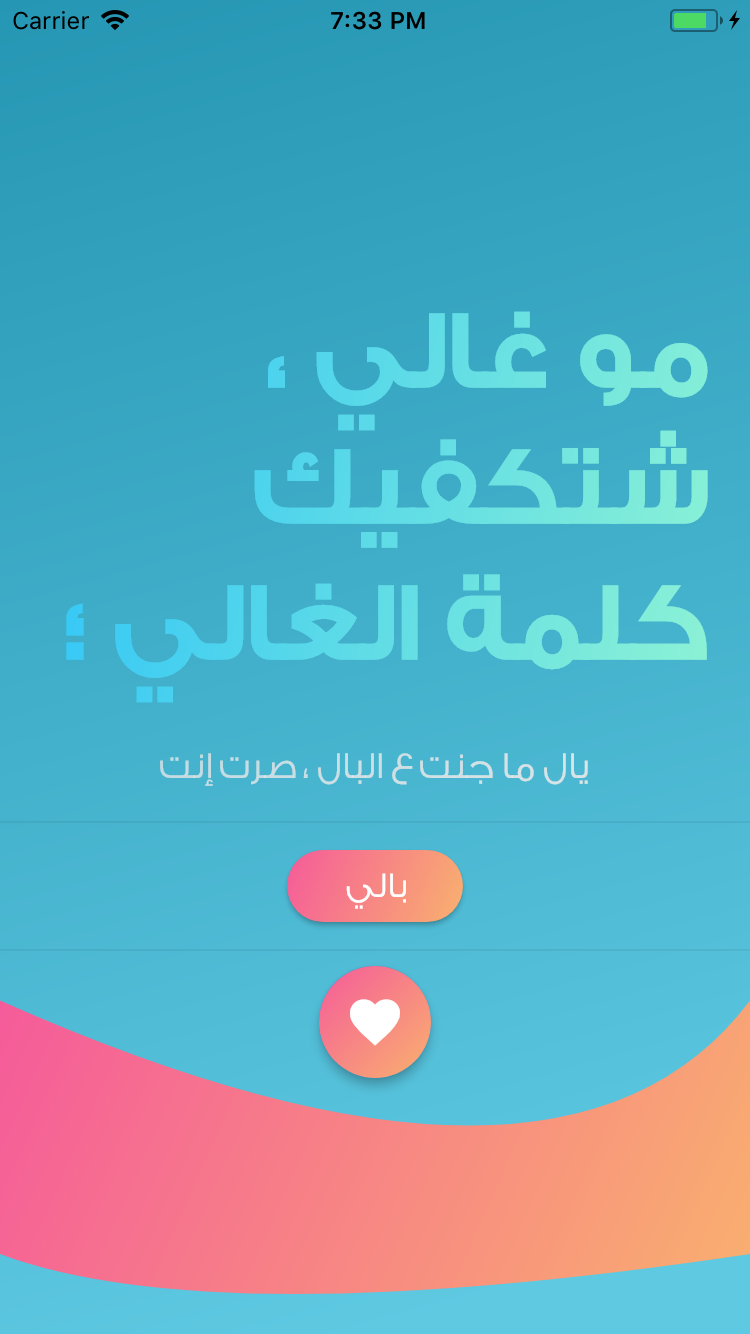 Carrier 7:33 PM
مو غالي ،
شتكفيك
كلمة الغالي ؛
يال ما جنت ع البال ، صرت إنت
بالي